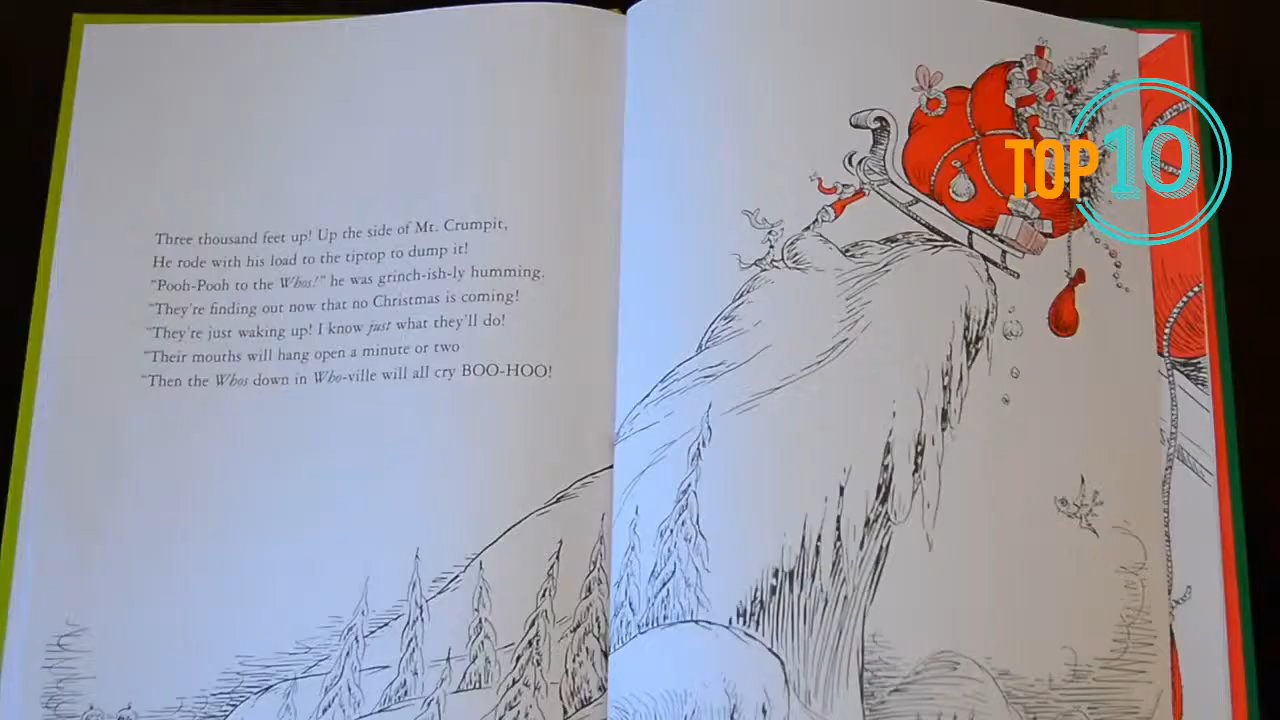 Three thousand feet up! Up the side of Mt. Crumpit,
He rode with his load to the tiptop to dump it!
"Pooh-Pooh to the Whos!" he was grinch-ish-ly humming.
"They're finding out now that no Christmas is coming!
"They're just waking up! I know just what they'll do!
"Their mouths will hang open a minute or two
"Then the Whos down in Who-ville will all cry BOO-HOO!
TOP 10